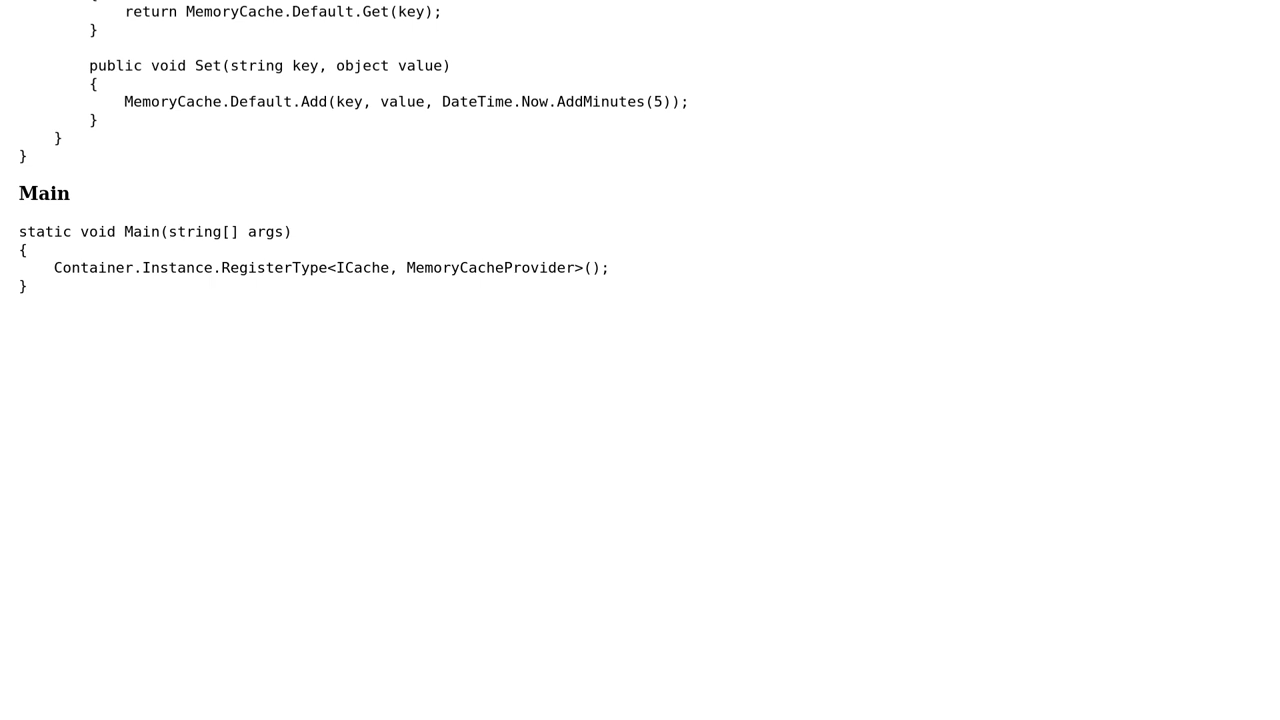 return MemoryCache.Default.Get(key);
}
public void Set(string key, object value)
{
MemoryCache.Default.Add(key, value, DateTime.Now.AddMinutes(5));
}
}
}
Main
static void Main(string[] args)
{
Container.Instance.RegisterType<ICache, MemoryCacheProvider>();
}